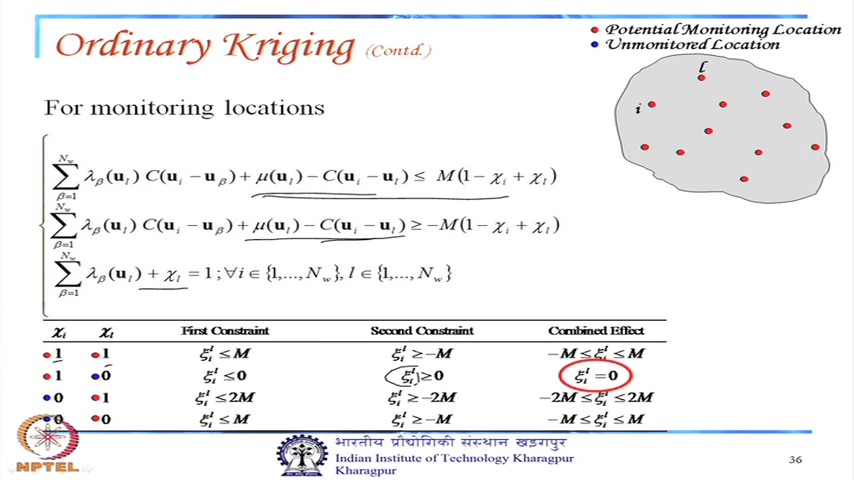 Ordinary Kriging (Contd.)
Potential Monitoring Location
Unmonitored Location
l
i
For monitoring locations
\sum_{β=1}^{N_w} λ_β(u_l) C(u_i − u_β) + μ(u_l) − C(u_i − u_l) ≤ M(1 − χ_i + χ_l)
\sum_{β=1}^{N_w} λ_β(u_l) C(u_i − u_β) + μ(u_l) − C(u_i − u_l) ≥ −M(1 − χ_i + χ_l)
\sum_{β=1}^{N_w} λ_β(u_l) + χ_l = 1 ; ∀i ∈ {1,..., N_w}, l ∈ {1,..., N_w}
χ_i χ_l First Constraint Second Constraint Combined Effect
1 1 ξ_i^l ≤ M ξ_i^l ≥ −M −M ≤ ξ_i^l ≤ M
1 0 ξ_i^l ≤ 0 ξ_i^l ≥ 0 ξ_i^l = 0
0 1 ξ_i^l ≤ 2M ξ_i^l ≥ −2M −2M ≤ ξ_i^l ≤ 2M
0 0 ξ_i^l ≤ M ξ_i^l ≥ −M −M ≤ ξ_i^l ≤ M
NPTEL
भारतीय प्रौद्योगिकी संस्थान खड़गपुर
Indian Institute of Technology Kharagpur
Kharagpur
36